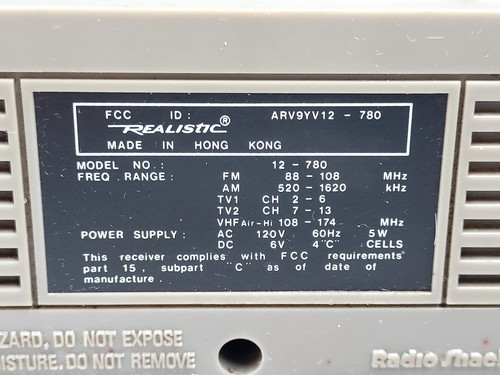 FCC ID: ARV9YV12 - 780
REALISTIC®
MADE IN HONG KONG
MODEL NO.: 12 - 780
FREQ. RANGE: FM 88 - 108 MHz
AM 520 - 1620 kHz
TV1 CH 2 - 6
TV2 CH 7 - 13
VHF Air-Hi 108 - 174 MHz
POWER SUPPLY: AC 120V 60Hz 5W
DC 6V 4 "C" CELLS
This receiver complies with FCC requirements
part 15, subpart "C" as of date of
manufacture.
ZARD, DO NOT EXPOSE
OISTURE. DO NOT REMOVE
Radio Shac